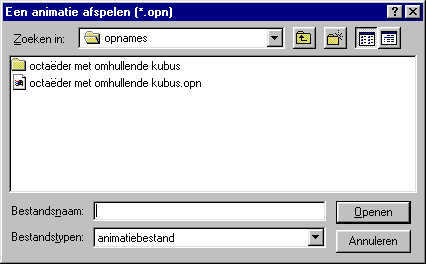 Een animatie afspelen (*.opn)
Zoeken in: opnames
octaëder met omhullende kubus
octaëder met omhullende kubus.opn
Bestandsnaam: Openen
Bestandstypen: animatiebestand Annuleren